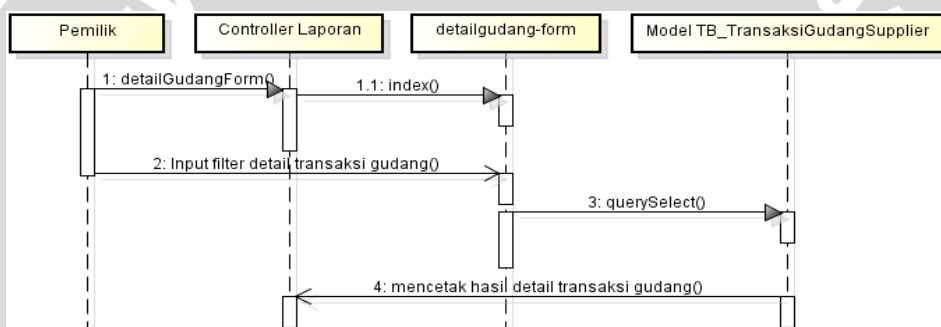 Pemilik
Controller Laporan
detailgudang-form
Model TB_TransaksiGudangSupplier
1: detailGudangForm()
1.1: index()
2: Input filter detail transaksi gudang()
3: querySelect()
4: mencetak hasil detail transaksi gudang()